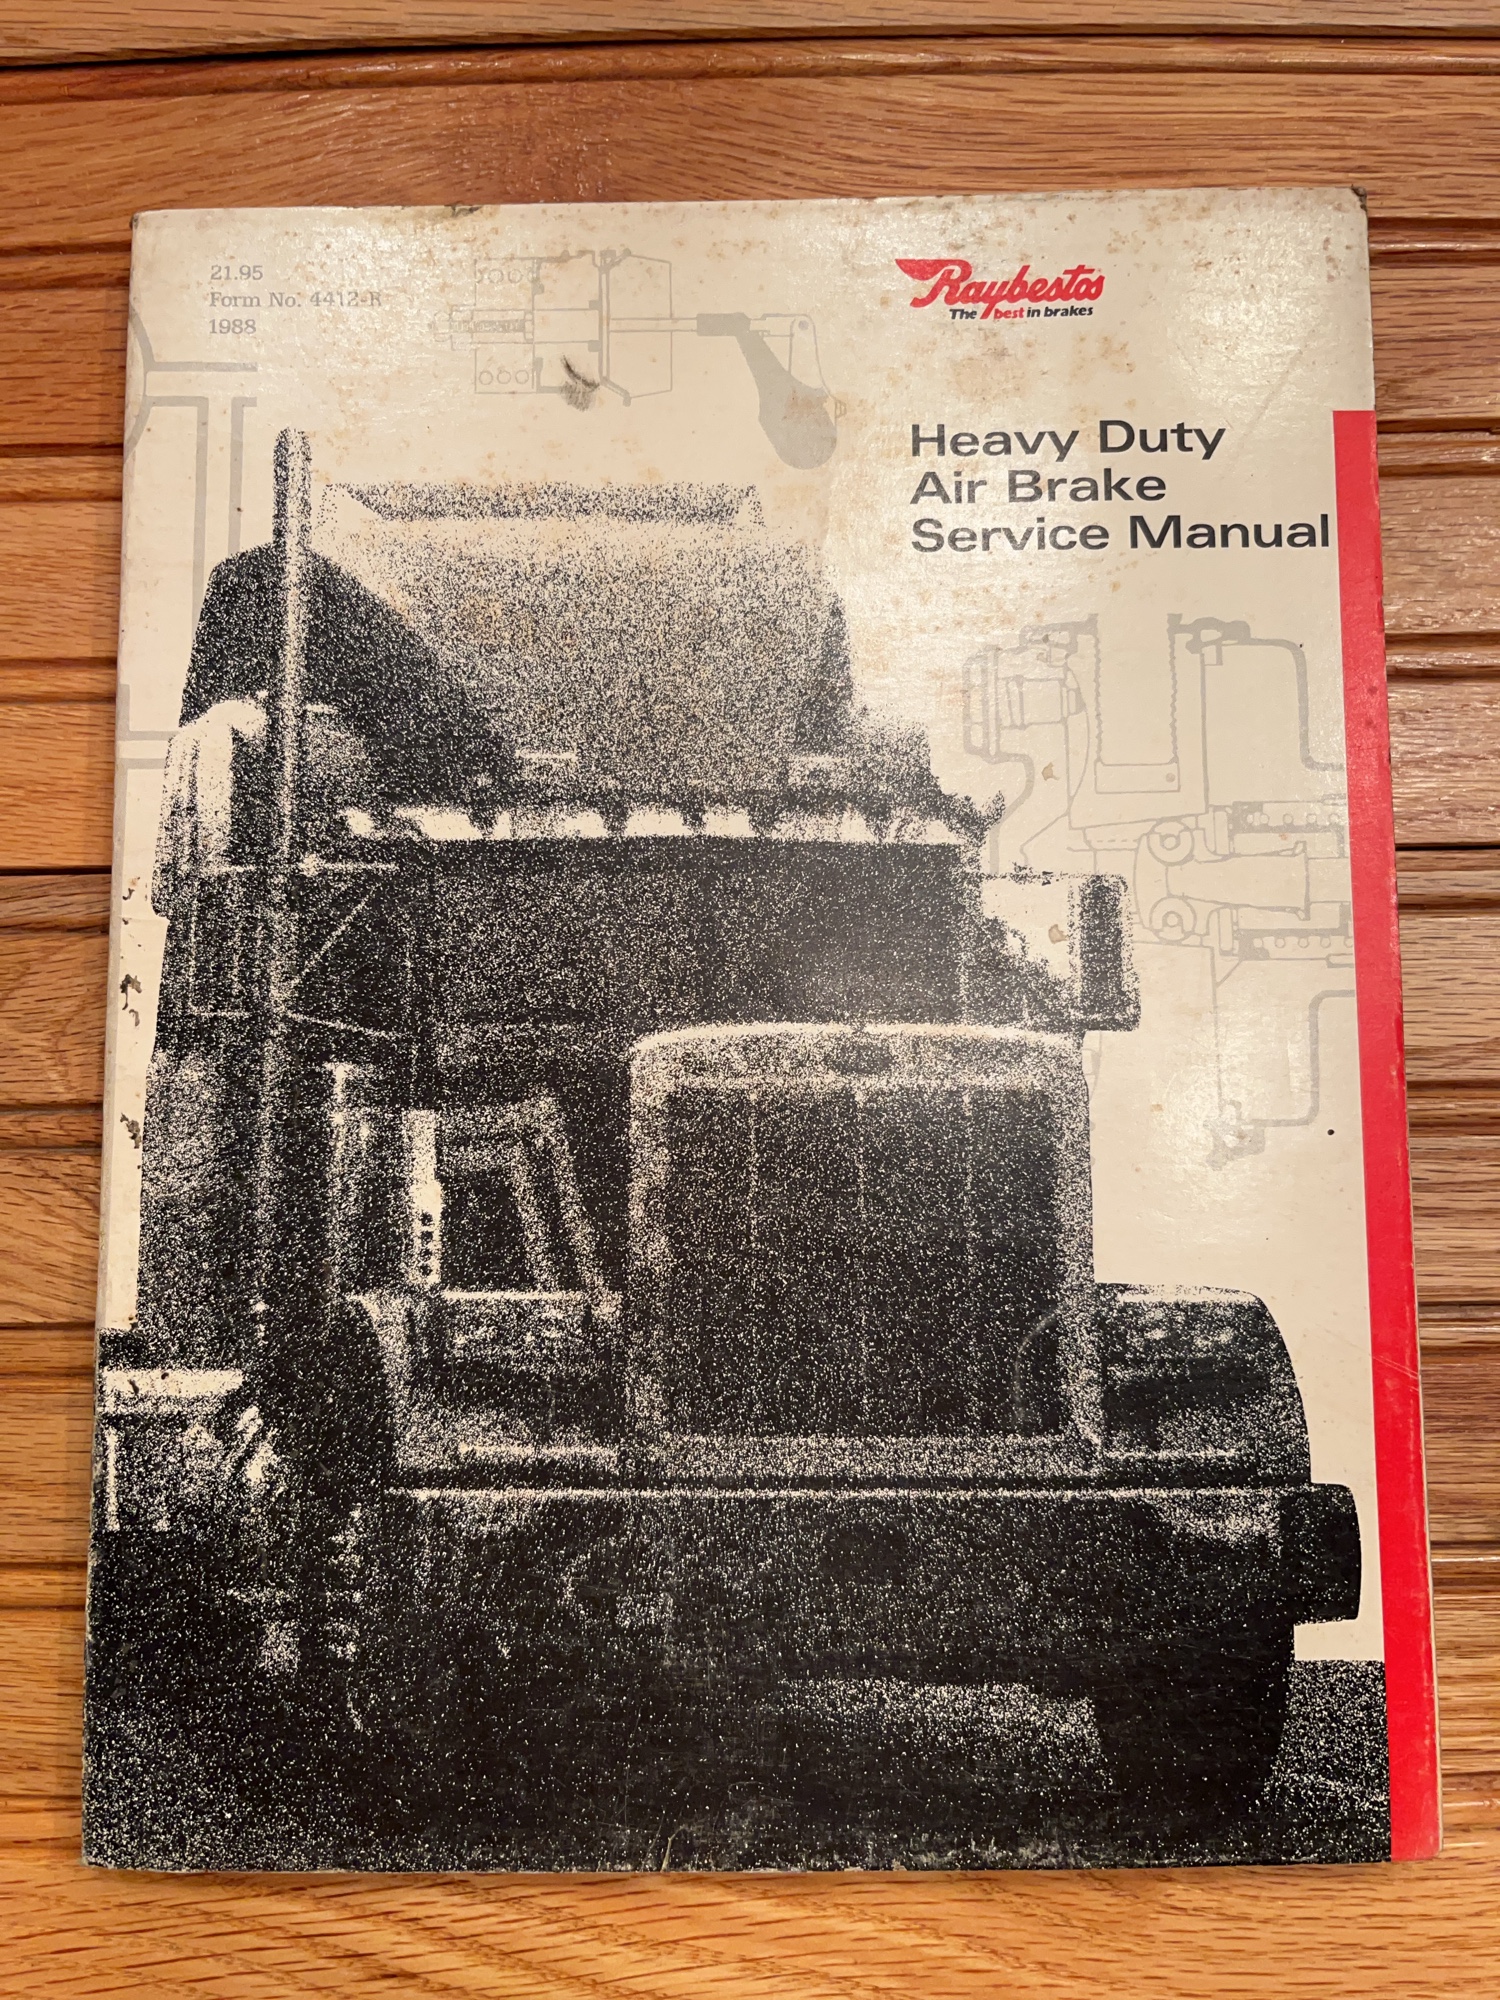 21.95
Form No. 4412-R
1988
Raybestos
The best in brakes
Heavy Duty
Air Brake
Service Manual